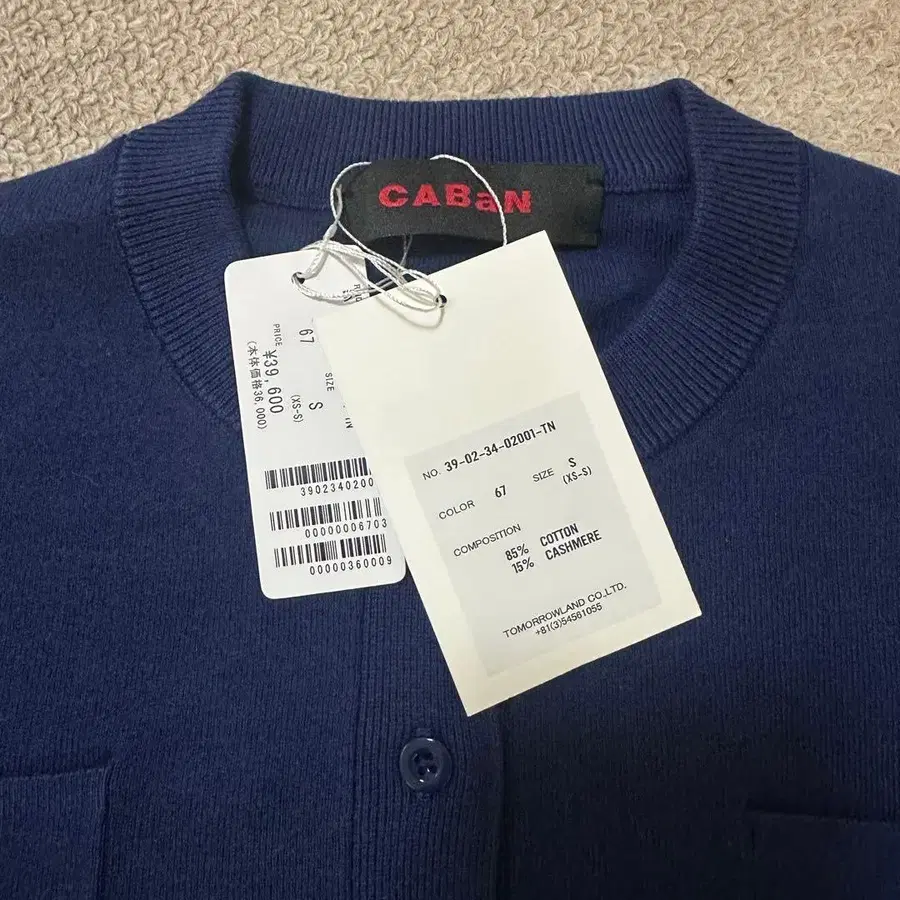 CABaN
67
SIZE
S
(XS-S)
PRICE
¥39,600
(本体価格36,000)
3902340200
00000006703
00000360009
NO. 39-02-34-02001-TN
COLOR 67 SIZE S
(XS-S)
COMPOSITION
85% COTTON
15% CASHMERE
TOMORROWLAND CO.,LTD.
+81(3)54561055